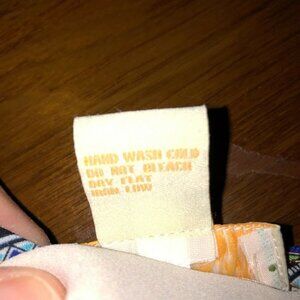 HAND WASH COLD
DO NOT BLEACH
DRY FLAT
IRON LOW